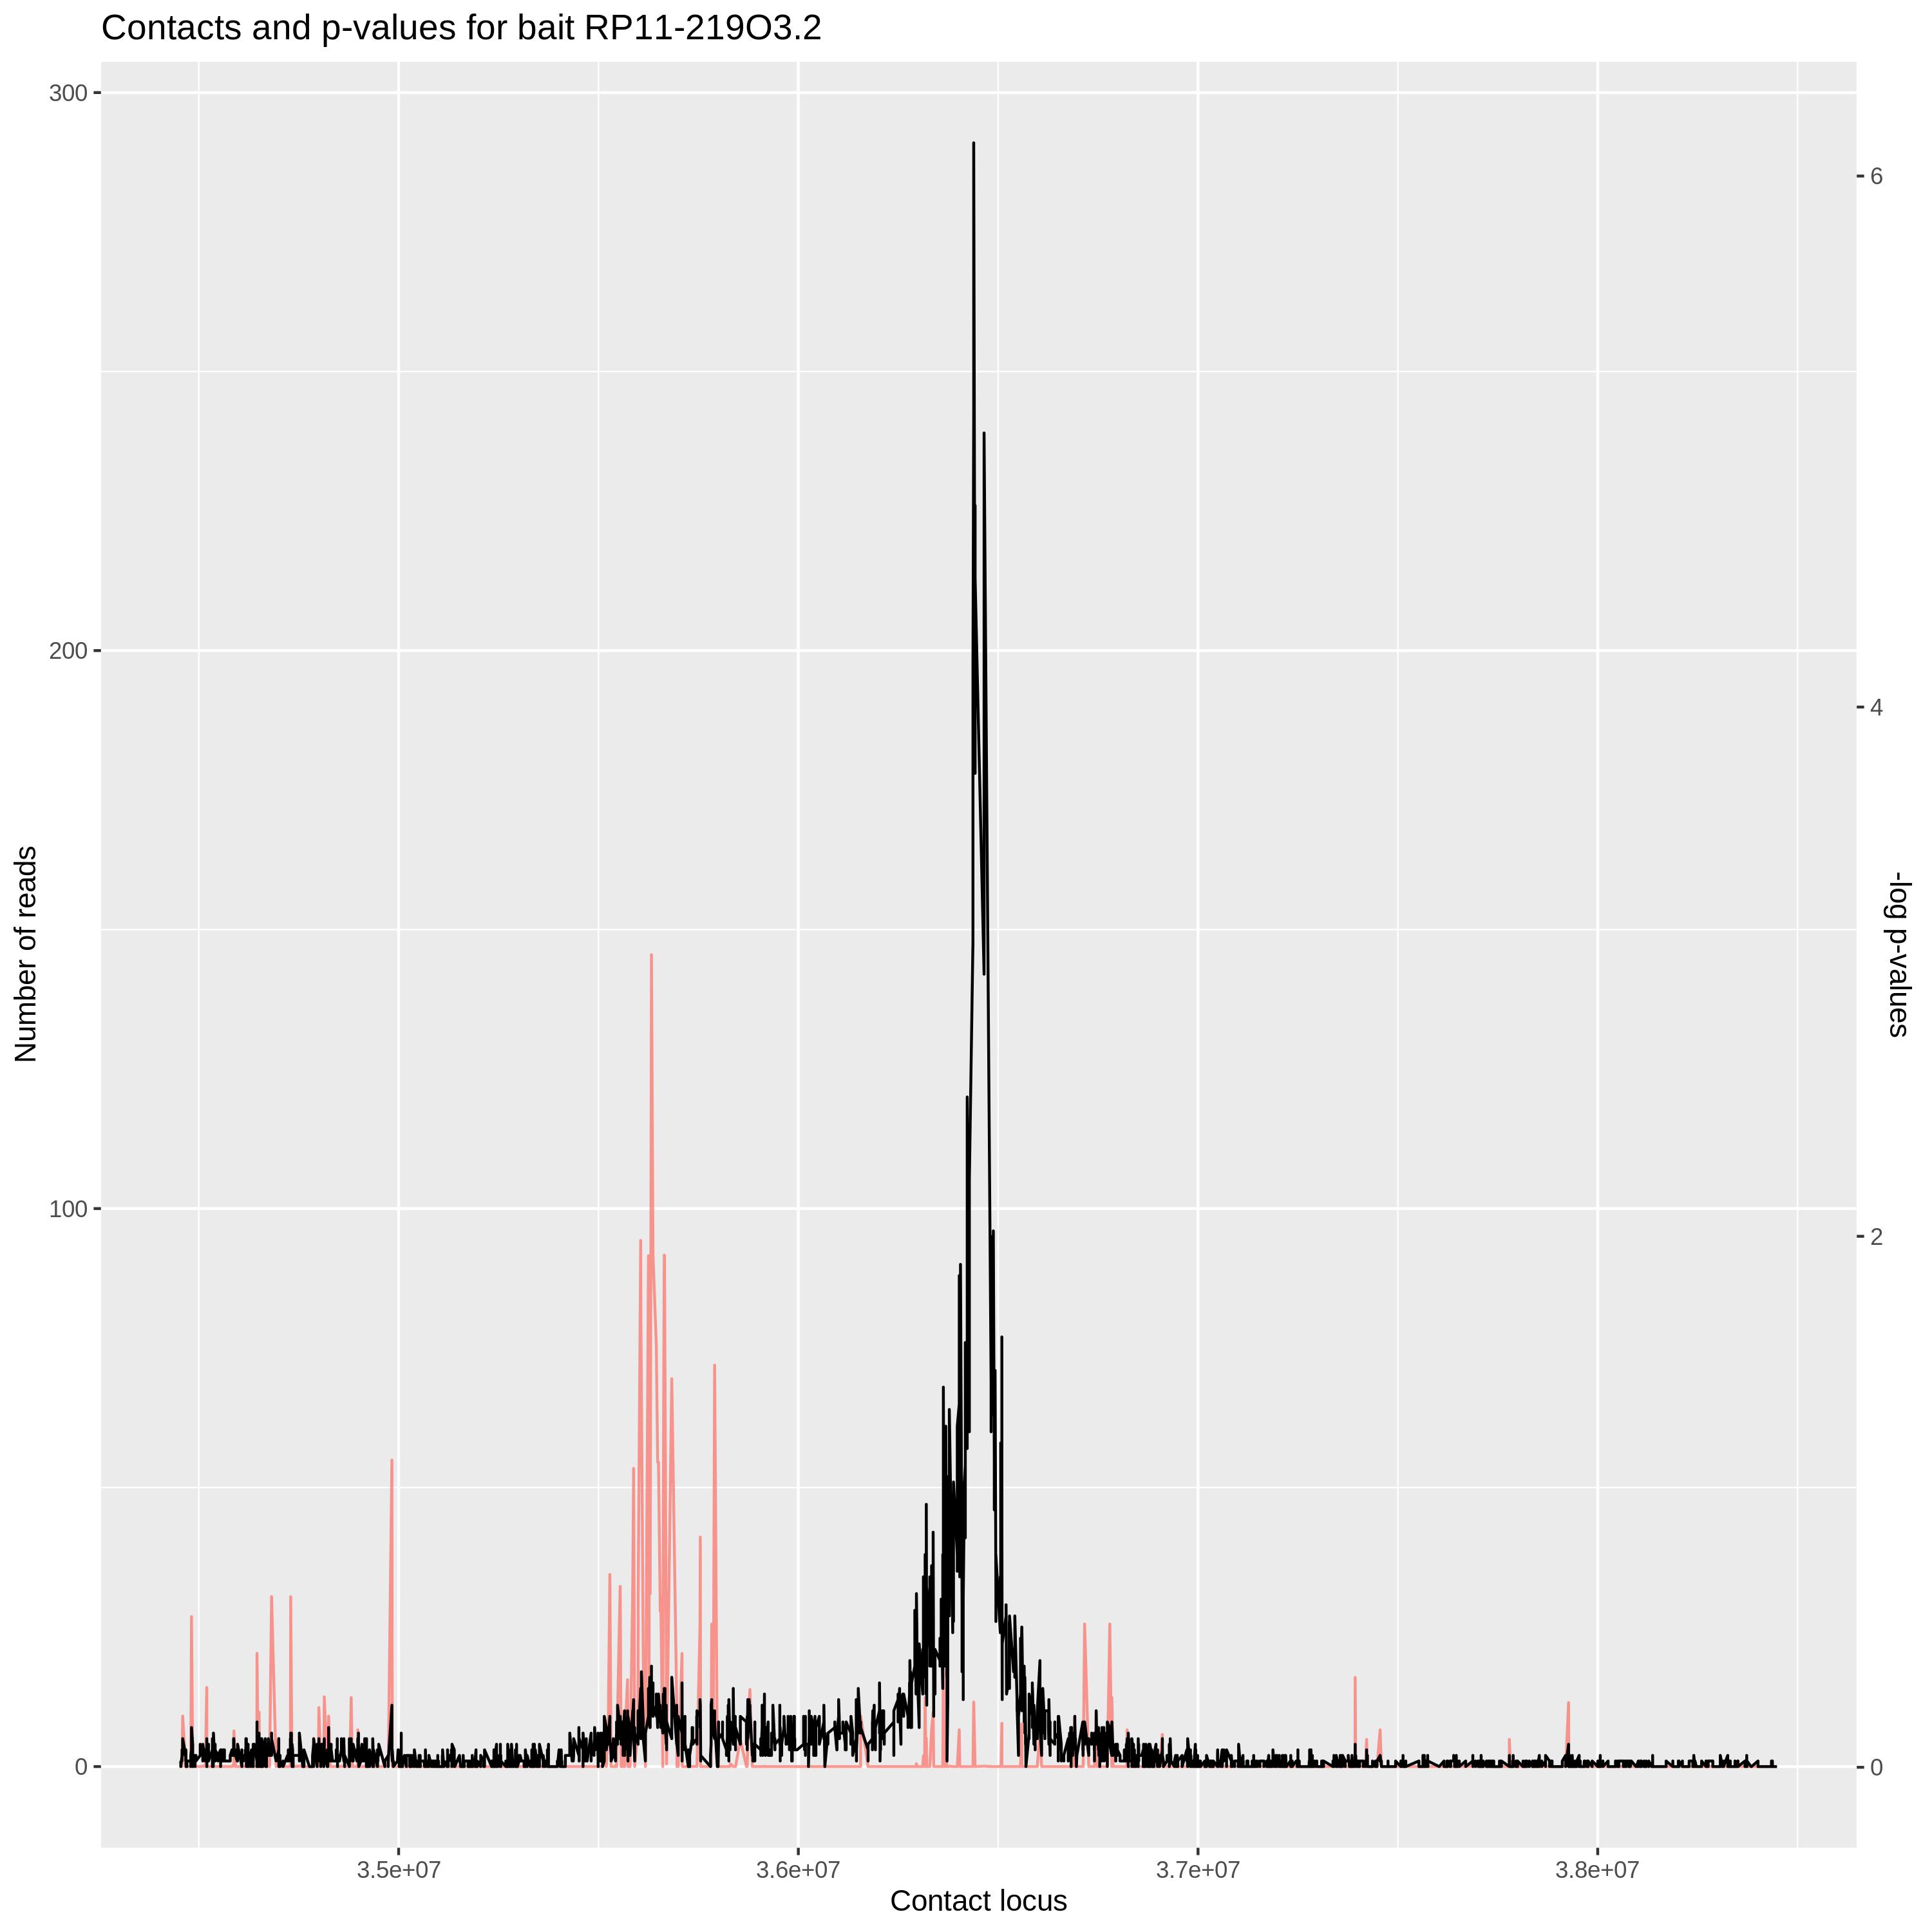 Contacts and p-values for bait RP11-219O3.2
300
200
100
0
6
4
2
0
Number of reads
-log p-values
3.5e+07
3.6e+07
3.7e+07
3.8e+07
Contact locus